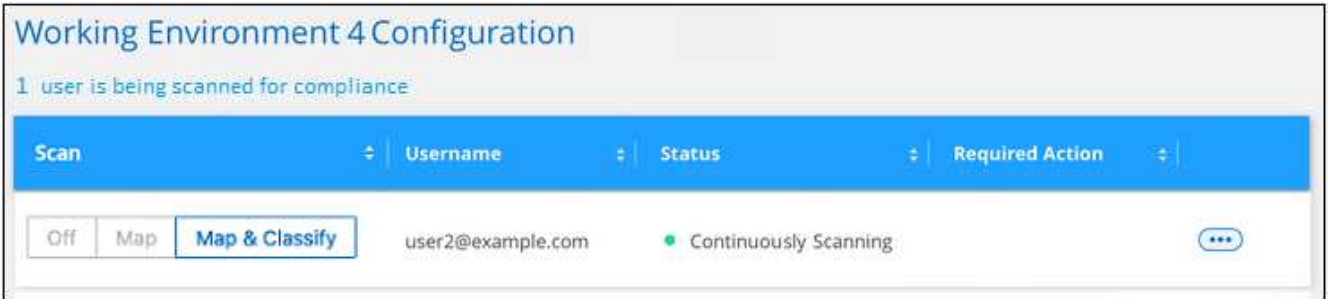 Working Environment 4 Configuration
1 user is being scanned for compliance
Scan Username Status Required Action
Off Map Map & Classify user2@example.com Continuously Scanning